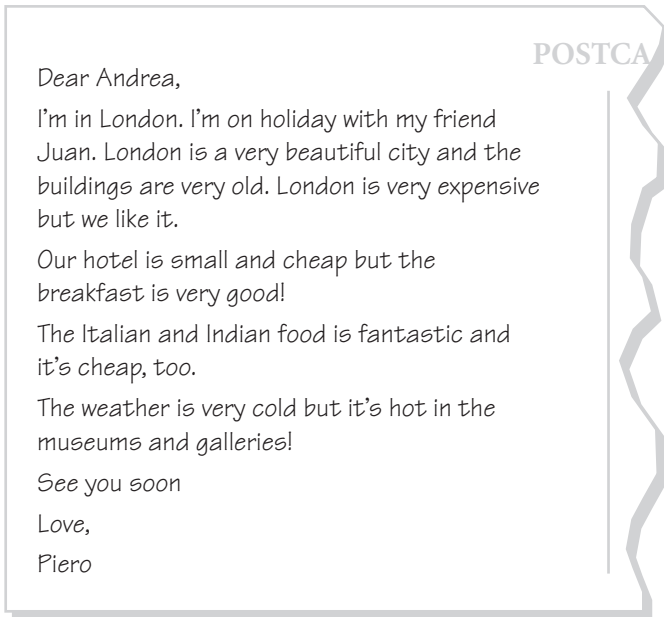 POSTCA
Dear Andrea,
I'm in London. I'm on holiday with my friend
Juan. London is a very beautiful city and the
buildings are very old. London is very expensive
but we like it.
Our hotel is small and cheap but the
breakfast is very good!
The Italian and Indian food is fantastic and
it's cheap, too.
The weather is very cold but it's hot in the
museums and galleries!
See you soon
Love,
Piero